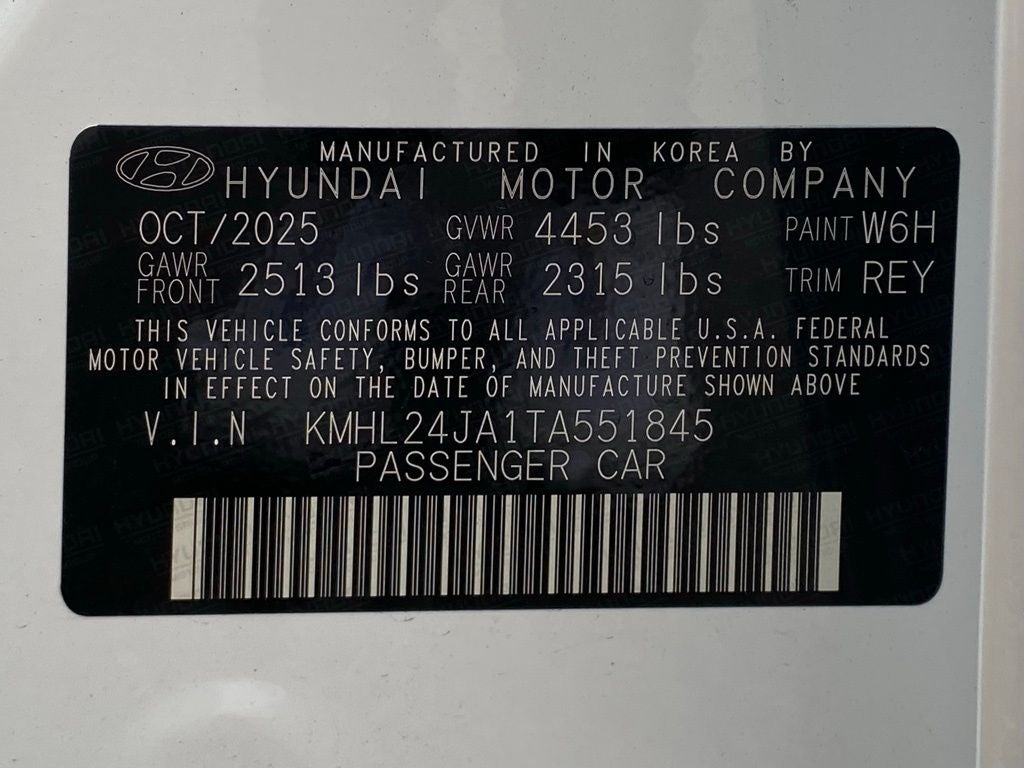 MANUFACTURED IN KOREA BY
HYUNDAI MOTOR COMPANY
OCT/2025 GVWR 4453 lbs PAINT W6H
GAWR FRONT 2513 lbs GAWR REAR 2315 lbs TRIM REY
THIS VEHICLE CONFORMS TO ALL APPLICABLE U.S.A. FEDERAL
MOTOR VEHICLE SAFETY, BUMPER, AND THEFT PREVENTION STANDARDS
IN EFFECT ON THE DATE OF MANUFACTURE SHOWN ABOVE
V.I.N KMHL24JA1TA551845
PASSENGER CAR